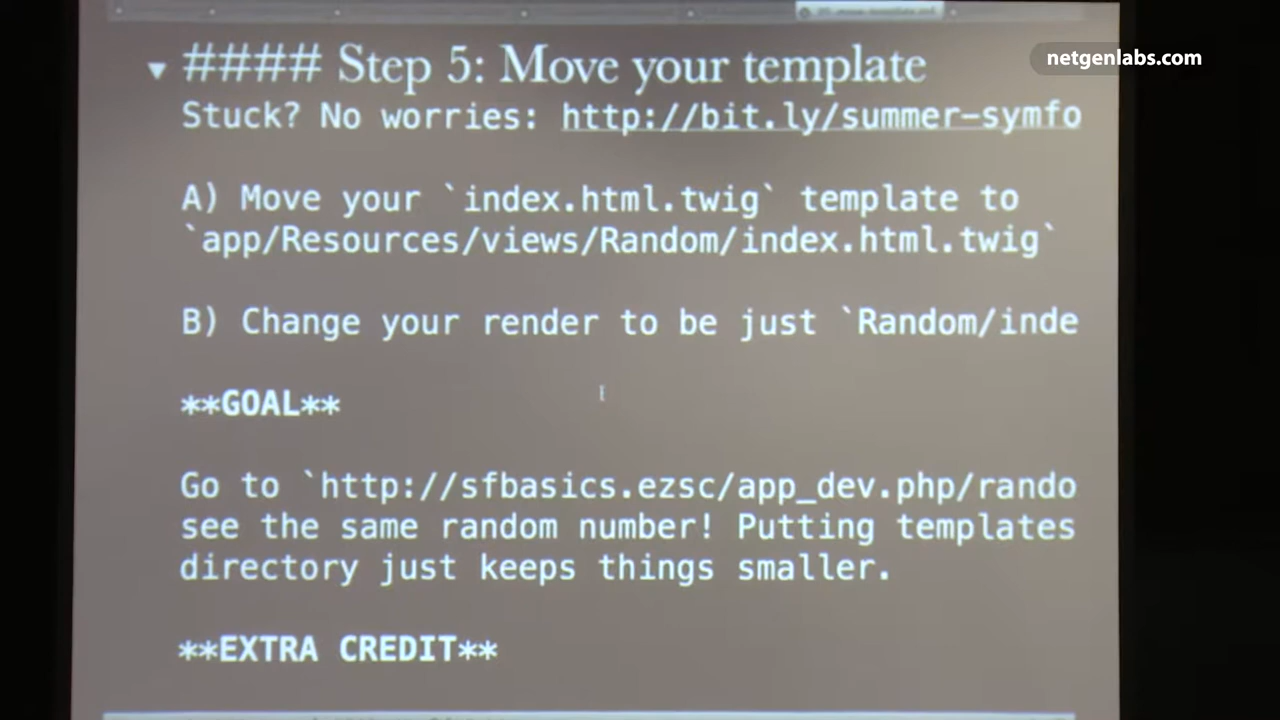 netgenlabs.com
#### Step 5: Move your template
Stuck? No worries: http://bit.ly/summer-symfo
A) Move your `index.html.twig` template to
`app/Resources/views/Random/index.html.twig`
B) Change your render to be just `Random/inde
**GOAL**
Go to `http://sfbasics.ezsc/app_dev.php/rando
see the same random number! Putting templates
directory just keeps things smaller.
**EXTRA CREDIT**